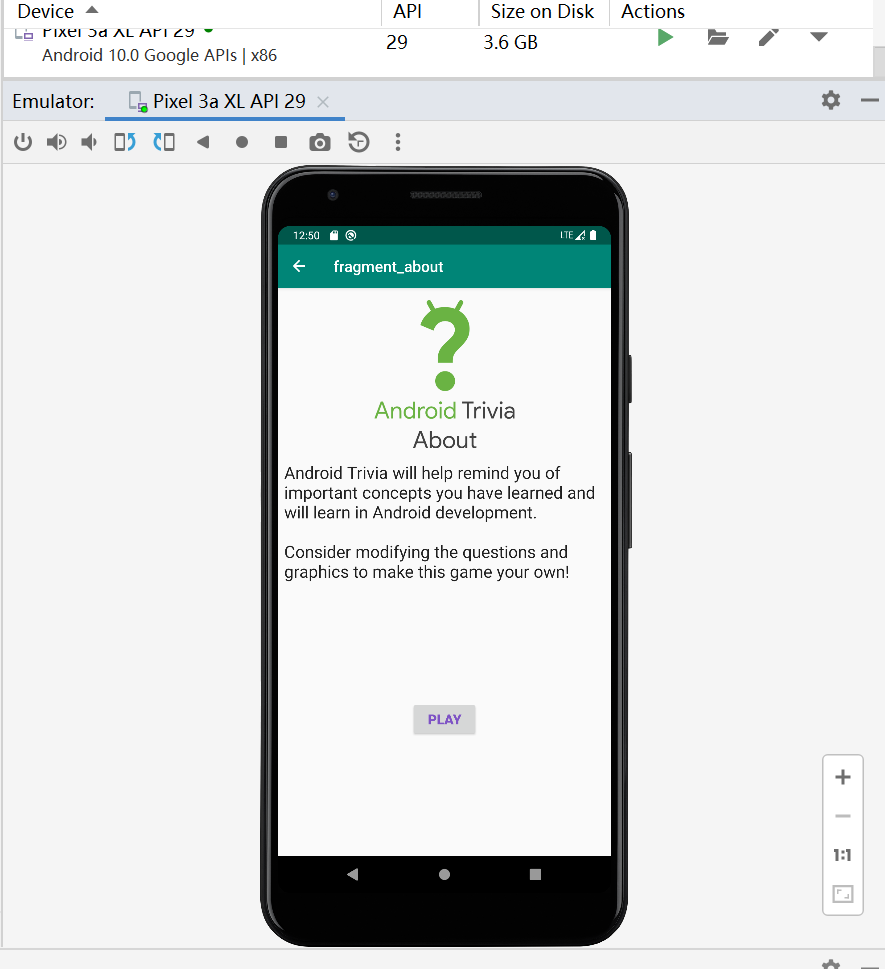 Device API Size on Disk Actions
Pixel 3a XL API 29
Android 10.0 Google APIs | x86 29 3.6 GB
Emulator: Pixel 3a XL API 29
12:50 LTE
fragment_about
Android Trivia
About
Android Trivia will help remind you of
important concepts you have learned and
will learn in Android development.
Consider modifying the questions and
graphics to make this game your own!
PLAY
1:1